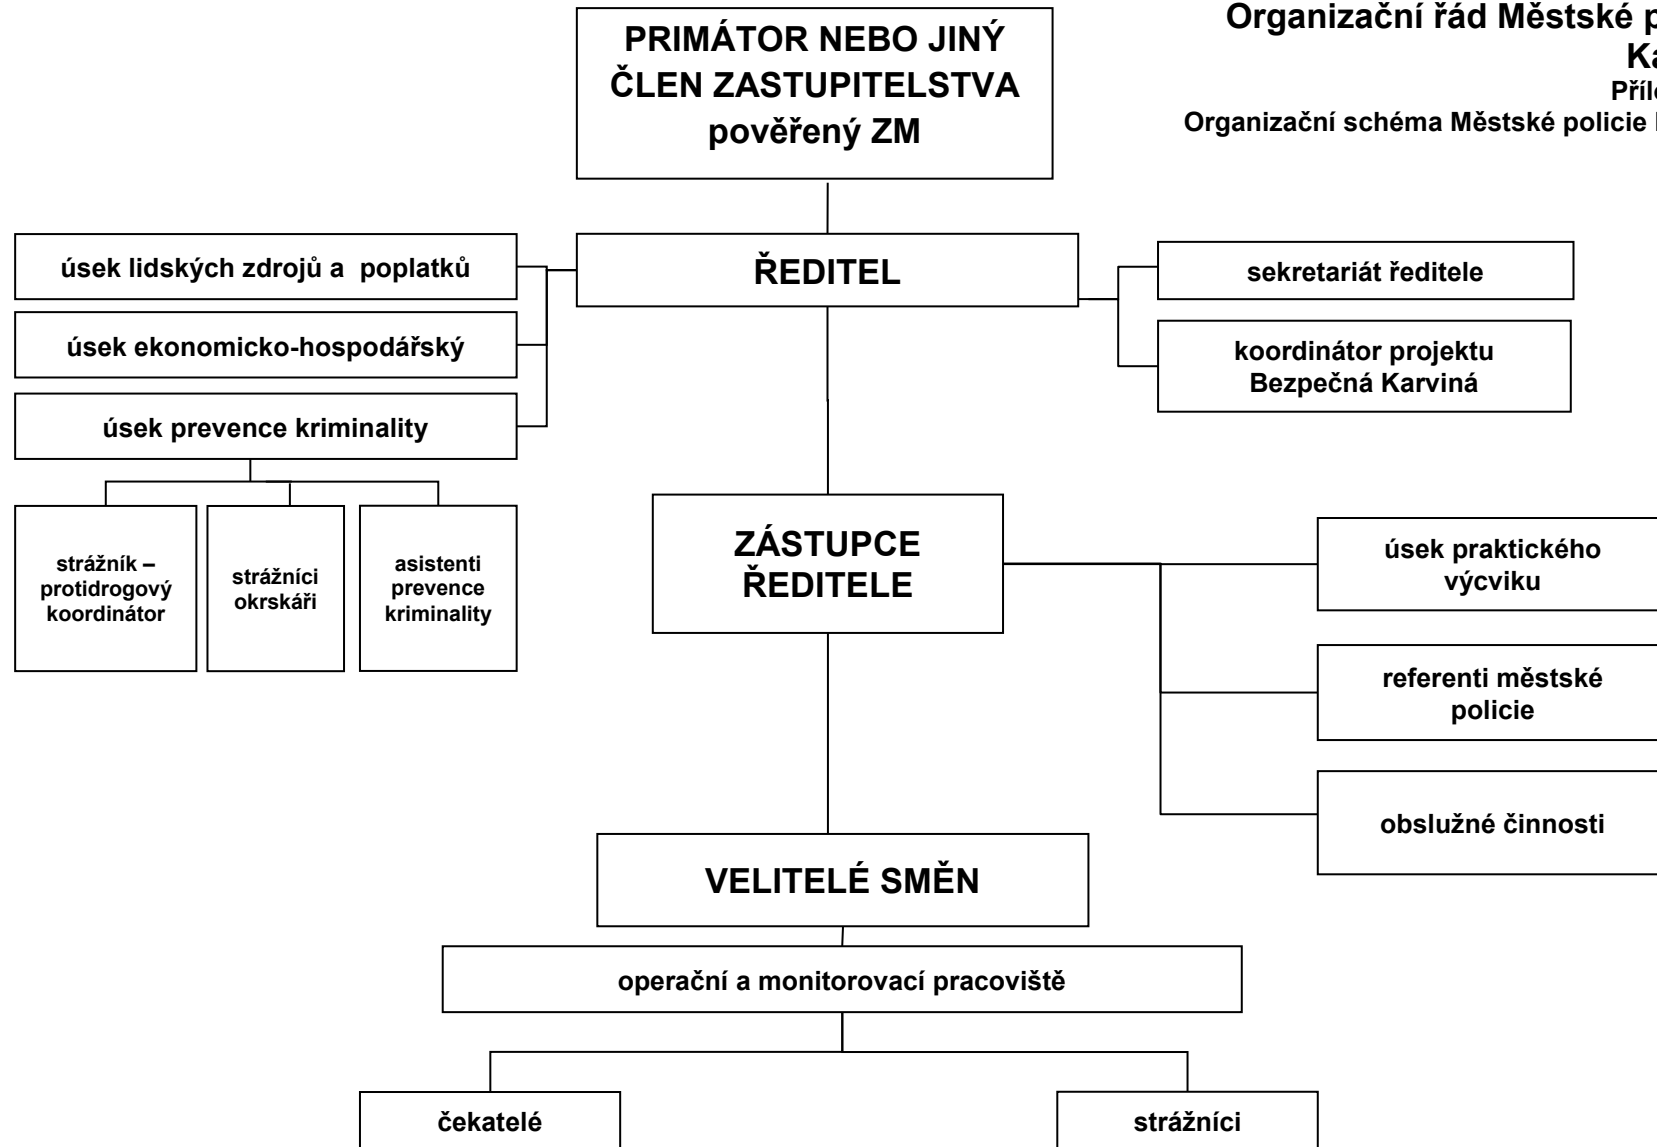 Organizační řád Městské
PRIMÁTOR NEBO JINÝ
ČLEN ZASTUPITELSTVA
pověřený ZM
Organizační schéma Městské policie
úsek lidských zdrojů a poplatků
ŘEDITEL
sekretariát ředitele
úsek ekonomicko-hospodářský
koordinátor projektu
Bezpečná Karviná
úsek prevence kriminality
strážník –
protidrogový
koordinátor
strážníci
okrskáři
asistenti
prevence
kriminality
ZÁSTUPCE
ŘEDITELE
úsek praktického
výcviku
referenti městské
policie
obslužné činnosti
VELITELÉ SMĚN
operační a monitorovací pracoviště
čekatelé
strážníci